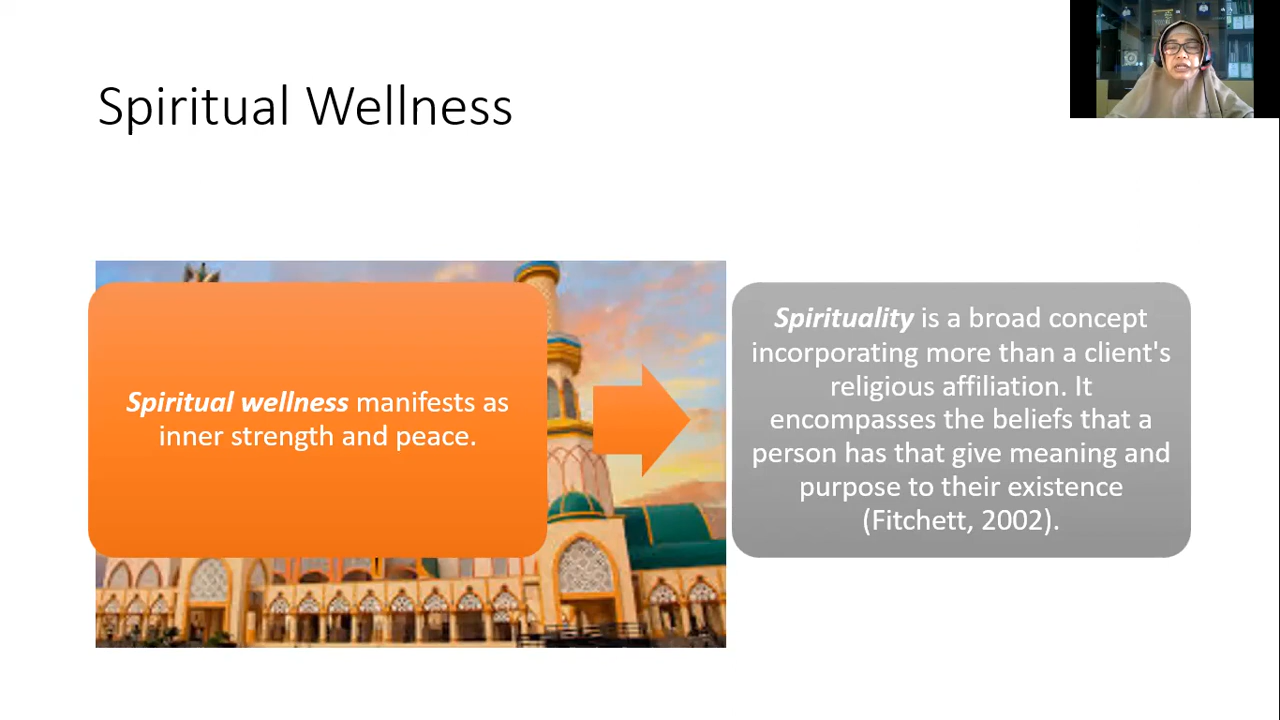 Spiritual Wellness
Spiritual wellness manifests as
inner strength and peace.
Spirituality is a broad concept
incorporating more than a client's
religious affiliation. It
encompasses the beliefs that a
person has that give meaning and
purpose to their existence
(Fitchett, 2002).